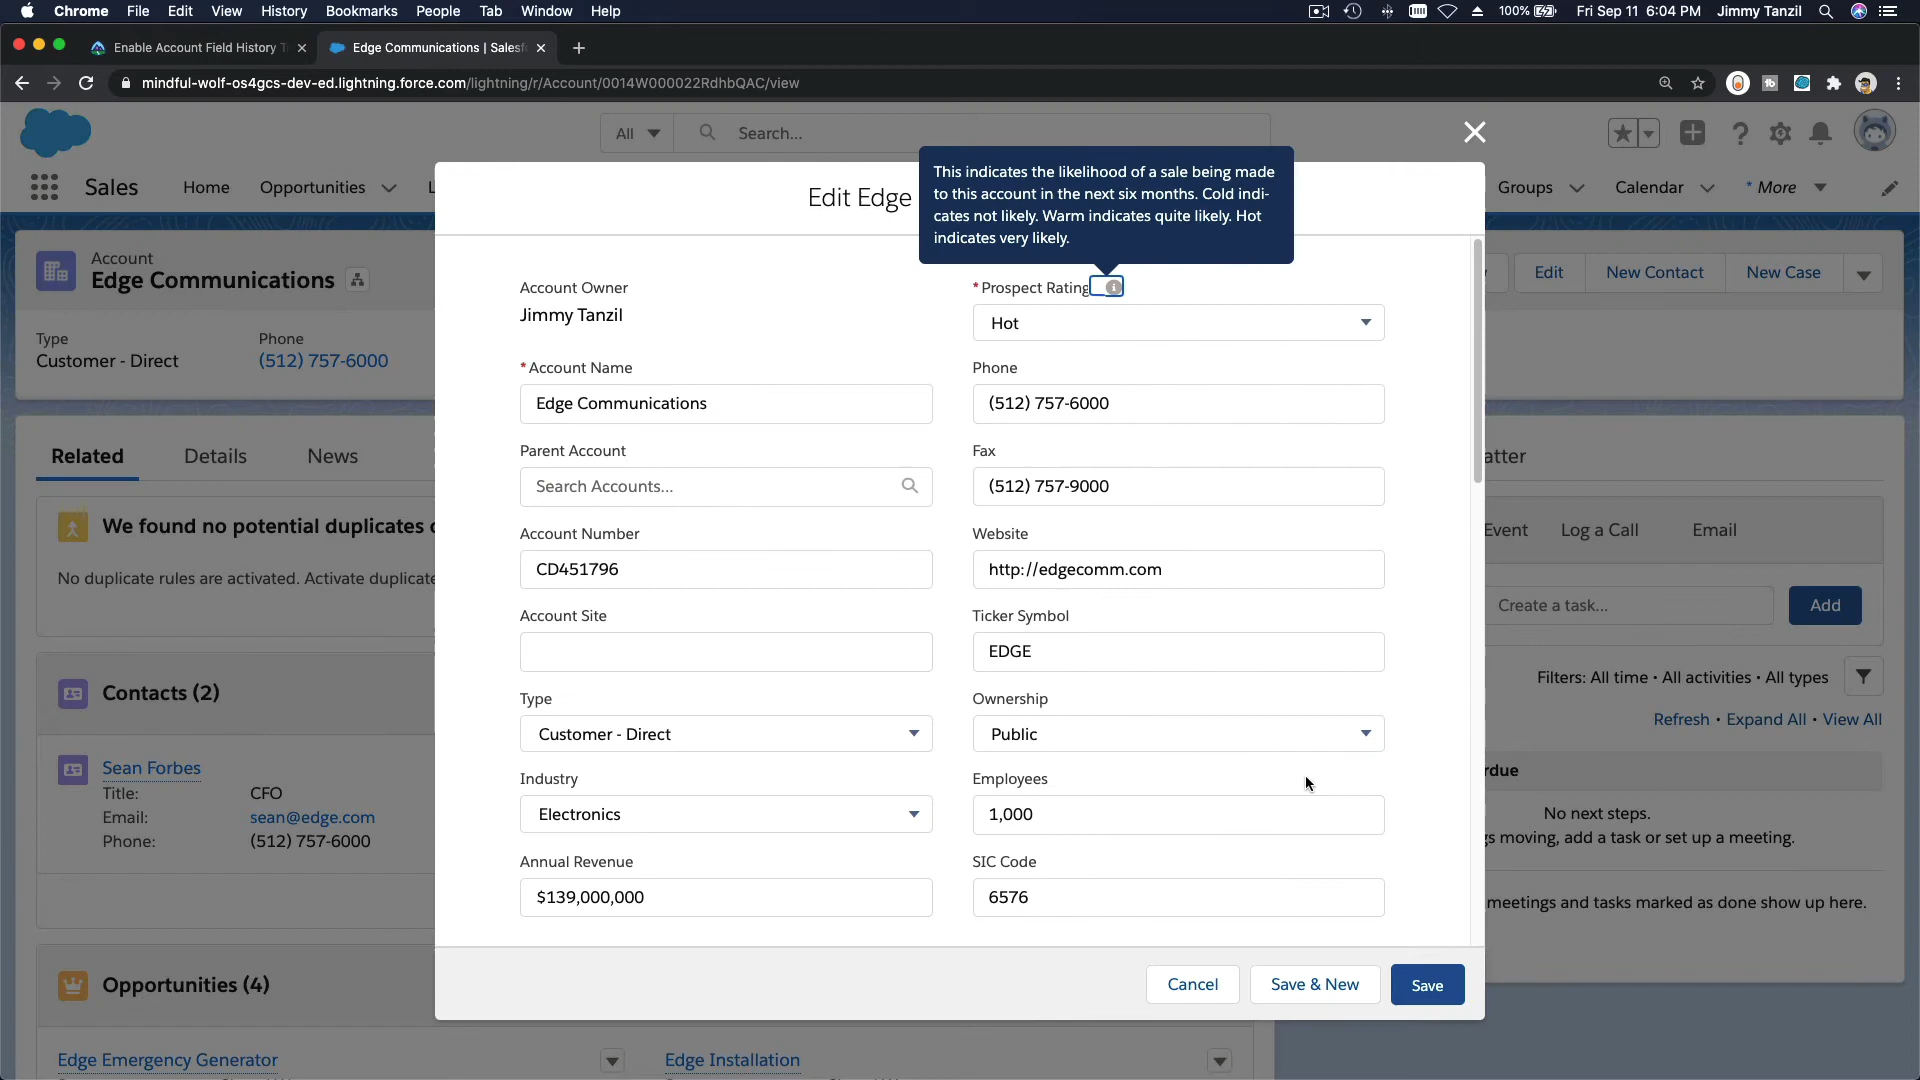 Chrome File Edit View History Bookmarks People Tab Window Help
100% Fri Sep 11 6:04 PM Jimmy Tanzil
Enable Account Field History T
Edge Communications | Salesf
mindful-wolf-os4gcs-dev-ed.lightning.force.com/lightning/r/Account/0014W000022RdhbQAC/view
All Search...
Sales Home Opportunities
Groups Calendar * More
Account
Edge Communications
Edit New Contact New Case
Type Phone
Customer - Direct (512) 757-6000
Related Details News
We found no potential duplicates
No duplicate rules are activated. Activate duplicate
Contacts (2)
Sean Forbes
Title: CFO
Email: sean@edge.com
Phone: (512) 757-6000
Opportunities (4)
Edge Emergency Generator
Edge Installation
Edit Edge
This indicates the likelihood of a sale being made
to this account in the next six months. Cold indi-
cates not likely. Warm indicates quite likely. Hot
indicates very likely.
Account Owner
Jimmy Tanzil
* Prospect Rating
Hot
* Account Name
Edge Communications
Phone
(512) 757-6000
Parent Account
Search Accounts...
Fax
(512) 757-9000
Account Number
CD451796
Website
http://edgecomm.com
Account Site
Ticker Symbol
EDGE
Type
Customer - Direct
Ownership
Public
Industry
Electronics
Employees
1,000
Annual Revenue
$139,000,000
SIC Code
6576
Cancel Save & New Save
atter
Event Log a Call Email
Create a task... Add
Filters: All time • All activities • All types
Refresh • Expand All • View All
rdue
No next steps.
s moving, add a task or set up a meeting.
meetings and tasks marked as done show up here.